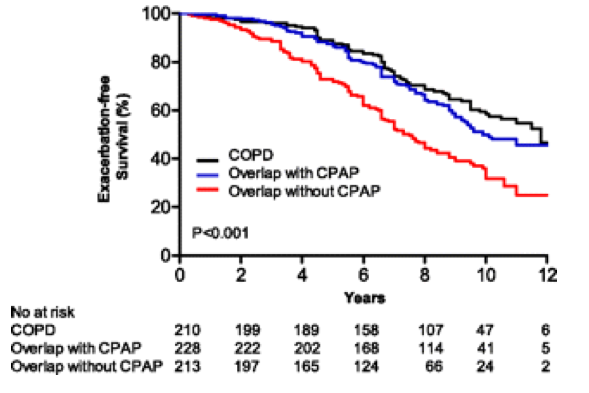 100
80
60
40
20
0
Exacerbation-free
Survival (%)
COPD
Overlap with CPAP
Overlap without CPAP
P<0.001
0 2 4 6 8 10 12
Years
No at risk
COPD 210 199 189 158 107 47 6
Overlap with CPAP 228 222 202 168 114 41 5
Overlap without CPAP 213 197 165 124 66 24 2